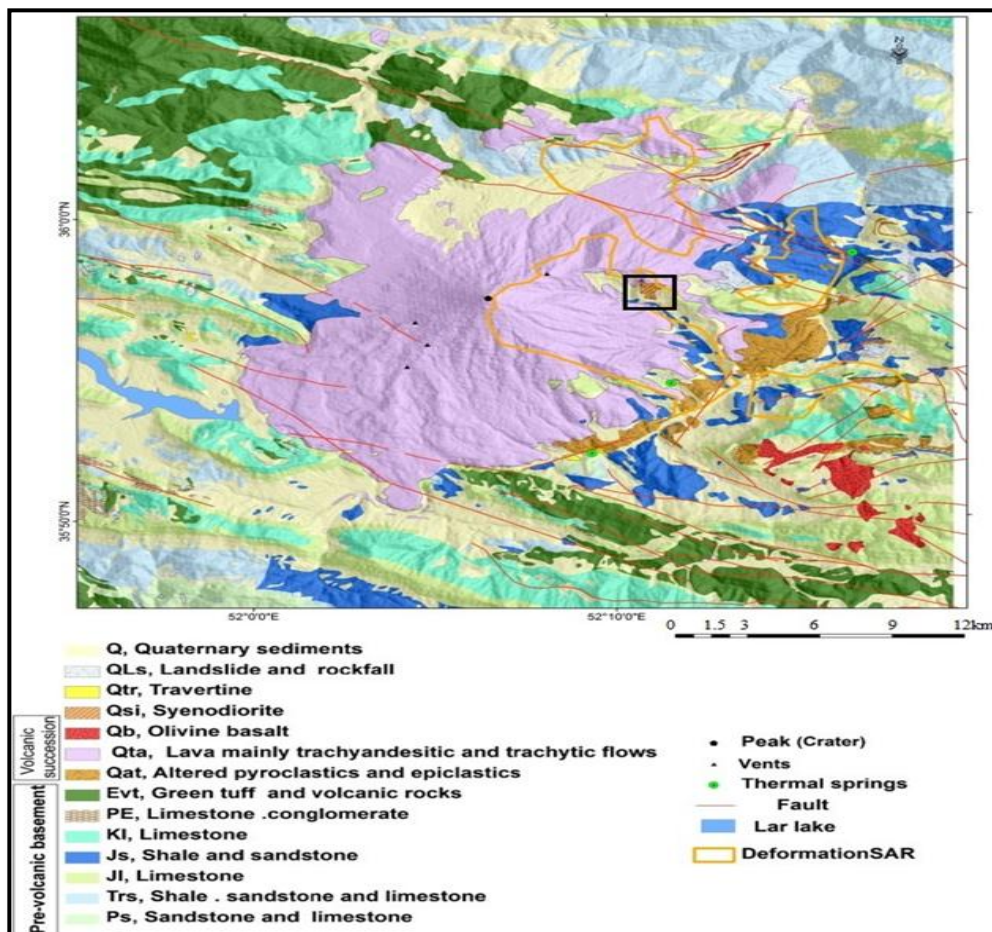 Zor
36°0'0"N
35°50'0"N
52°0'0"E
52°10'0"E
0 1.5 3 6 9 12km
Q, Quaternary sediments
QLs, Landslide and rockfall
Qtr, Travertine
Qsi, Syenodiorite
Qb, Olivine basalt
Qta, Lava mainly trachyandesitic and trachytic flows
Qat, Altered pyroclastics and epiclastics
Evt, Green tuff and volcanic rocks
PE, Limestone .conglomerate
Kl, Limestone
Js, Shale and sandstone
Jl, Limestone
Trs, Shale . sandstone and limestone
Ps, Sandstone and limestone
Volcanic
succession
Pre-volcanic basement
Peak (Crater)
Vents
Thermal springs
Fault
Lar lake
DeformationSAR